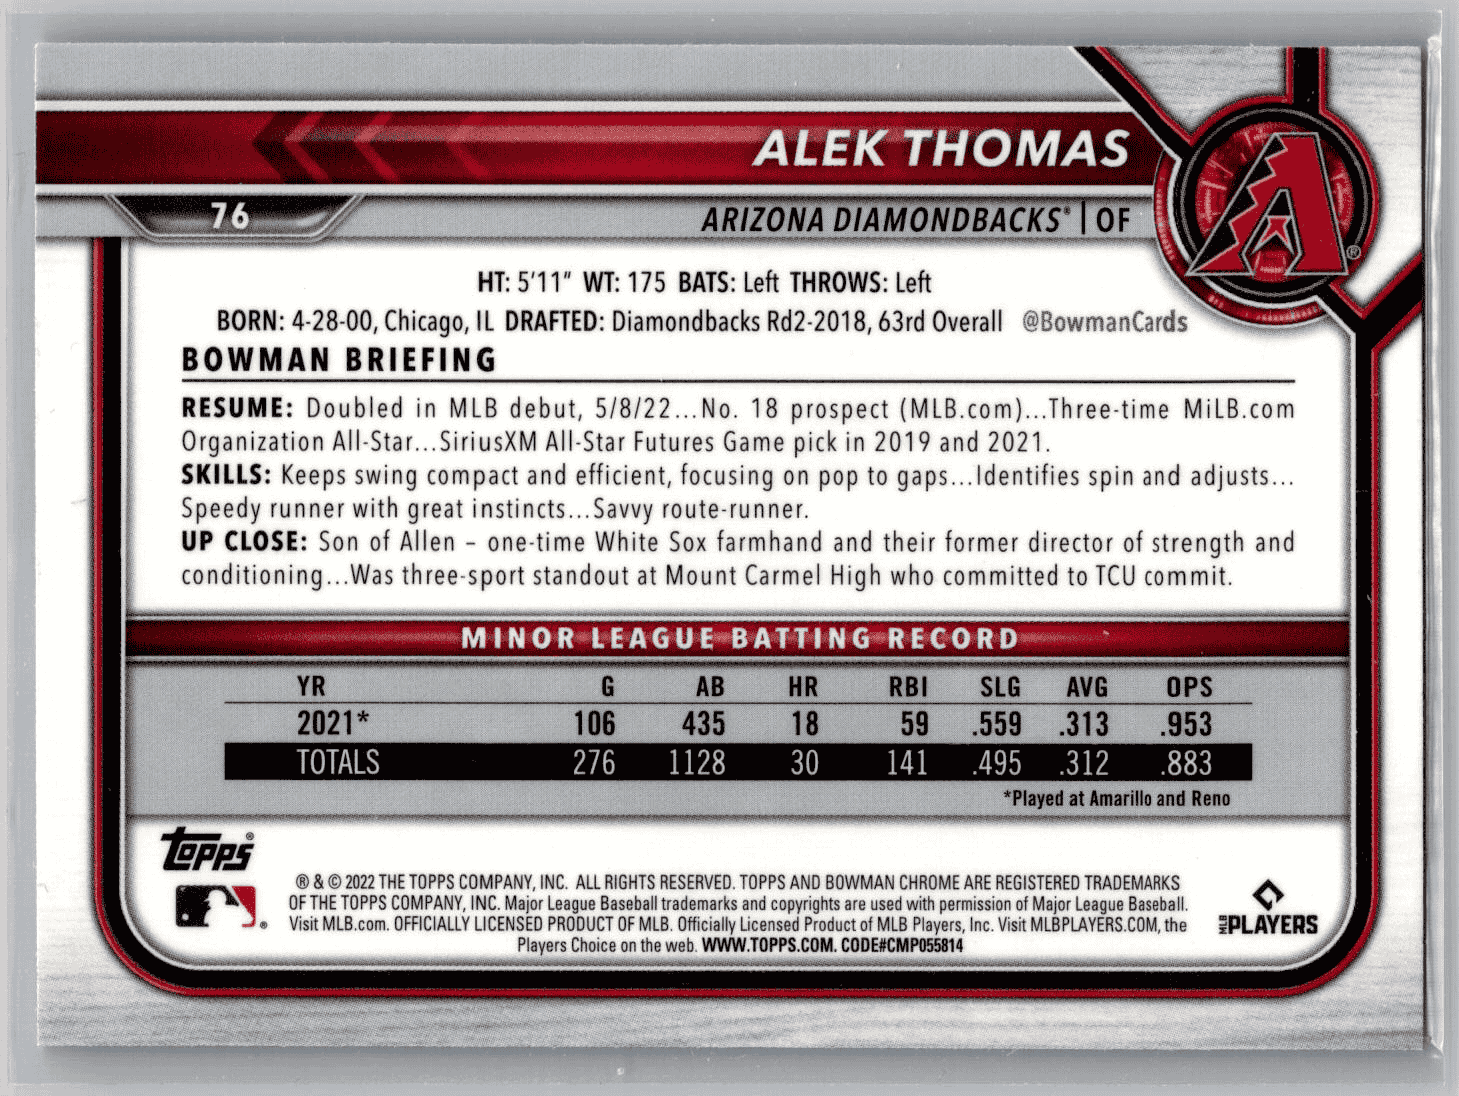 ALEK THOMAS
76
ARIZONA DIAMONDBACKS® | OF
A®
HT: 5'11" WT: 175 BATS: Left THROWS: Left
BORN: 4-28-00, Chicago, IL DRAFTED: Diamondbacks Rd2-2018, 63rd Overall @BowmanCards
BOWMAN BRIEFING
RESUME: Doubled in MLB debut, 5/8/22...No. 18 prospect (MLB.com)...Three-time MiLB.com
Organization All-Star...SiriusXM All-Star Futures Game pick in 2019 and 2021.
SKILLS: Keeps swing compact and efficient, focusing on pop to gaps...Identifies spin and adjusts...
Speedy runner with great instincts...Savvy route-runner.
UP CLOSE: Son of Allen – one-time White Sox farmhand and their former director of strength and
conditioning...Was three-sport standout at Mount Carmel High who committed to TCU commit.
MINOR LEAGUE BATTING RECORD
YR G AB HR RBI SLG AVG OPS
2021* 106 435 18 59 .559 .313 .953
TOTALS 276 1128 30 141 .495 .312 .883
*Played at Amarillo and Reno
topps®
® & © 2022 THE TOPPS COMPANY, INC. ALL RIGHTS RESERVED. TOPPS AND BOWMAN CHROME ARE REGISTERED TRADEMARKS
OF THE TOPPS COMPANY, INC. Major League Baseball trademarks and copyrights are used with permission of Major League Baseball.
Visit MLB.com. OFFICIALLY LICENSED PRODUCT OF MLB. Officially Licensed Product of MLB Players, Inc. Visit MLBPLAYERS.COM, the
Players Choice on the web. WWW.TOPPS.COM. CODE#CMP055814
®
MLB PLAYERS